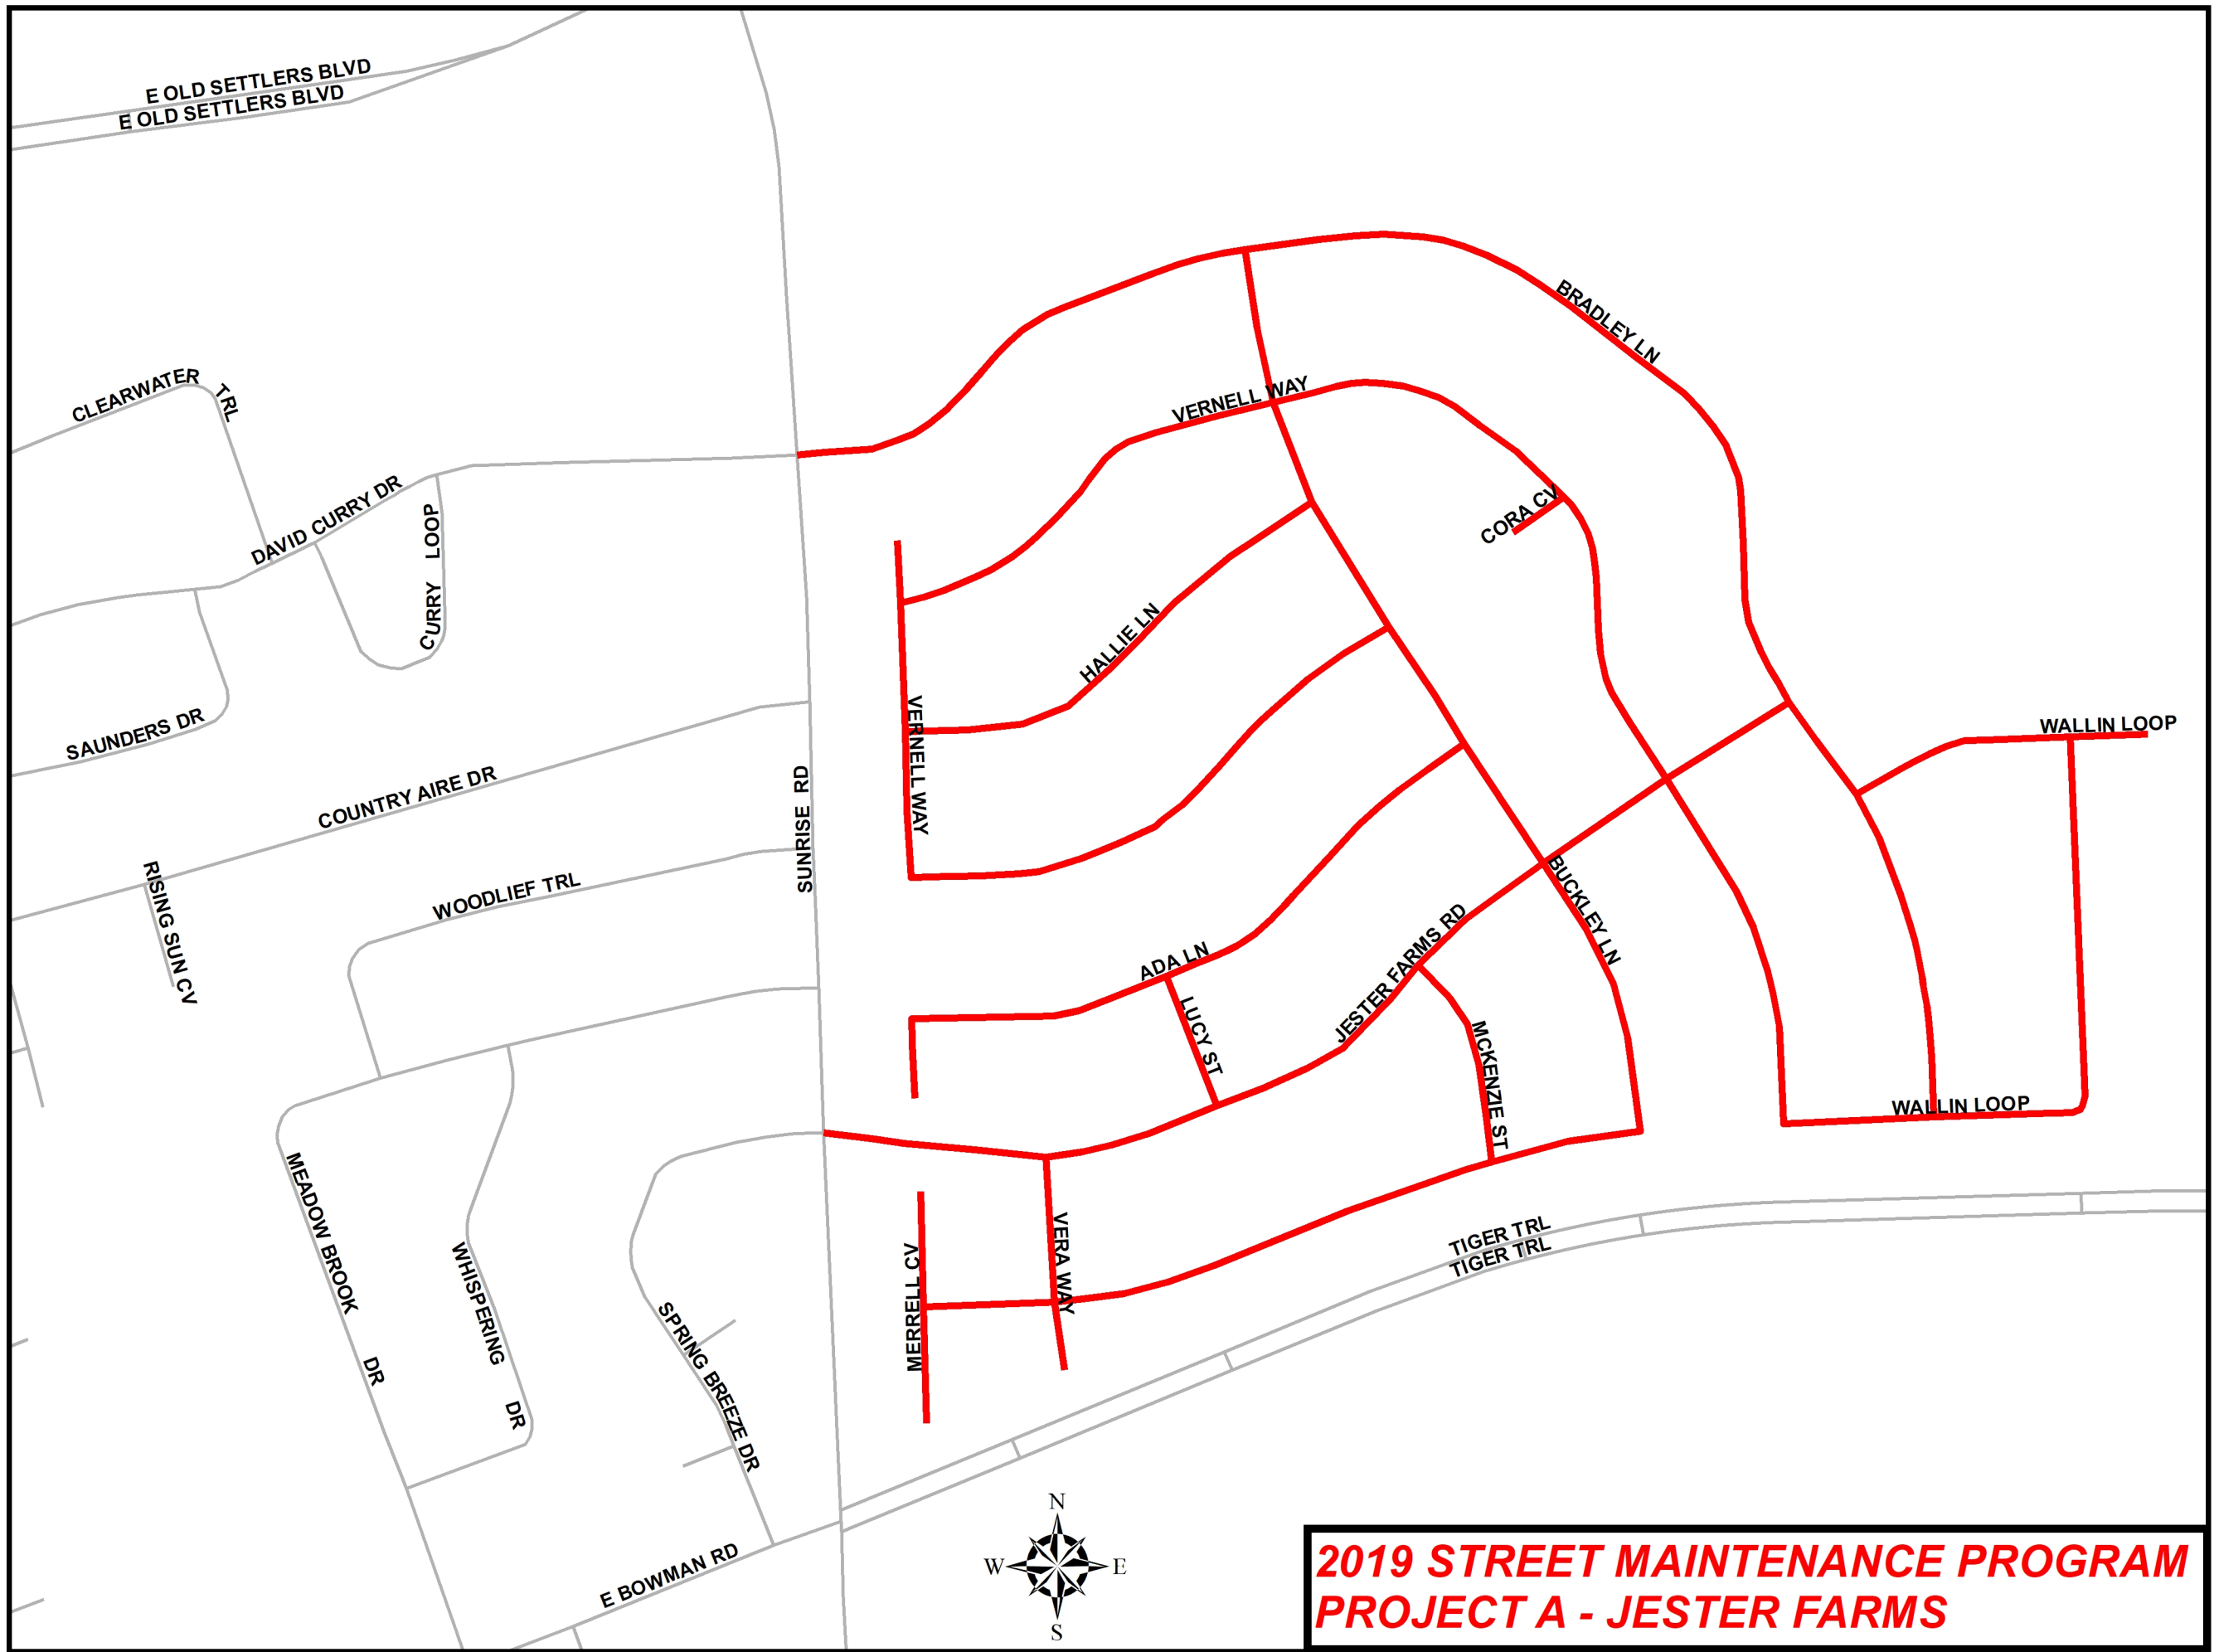 E OLD SETTLERS BLVD
E OLD SETTLERS BLVD
BRADLEY LN
CLEARWATER TRL
VERNELL WAY
DAVID CURRY DR
CURRY LOOP
CORA CV
HALLIE LN
SAUNDERS DR
VERNELL WAY
WALLIN LOOP
COUNTRY AIRE DR
SUNRISE RD
RISING SUN CV
WOODLIEF TRL
BUCKLEY LN
ADA LN
JESTER FARMS RD
LUCY ST
MCKENZIE ST
WALLIN LOOP
MEADOW BROOK DR
WHISPERING DR
VERA WAY
MERRELL CV
TIGER TRL
TIGER TRL
SPRING BREEZE DR
E BOWMAN RD
N
W E
S
2019 STREET MAINTENANCE PROGRAM
PROJECT A - JESTER FARMS